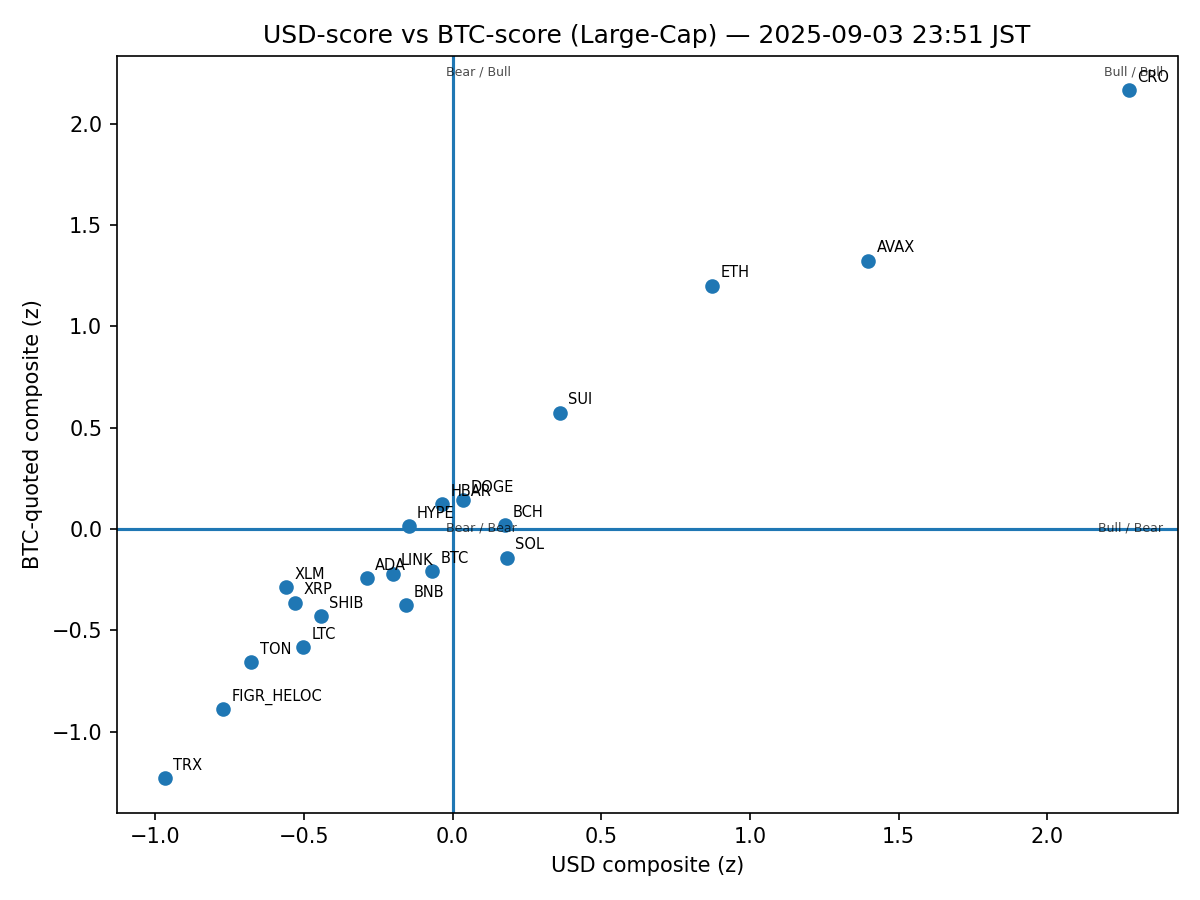 USD-score vs BTC-score (Large-Cap) — 2025-09-03 23:51 JST
Bear / Bull
Bull / Bull
CRO
AVAX
ETH
SUI
DOGE
HBAR
HYPE
BCH
Bear / Bear
Bull / Bear
SOL
BTC
LINK
ADA
XLM
XRP
BNB
SHIB
LTC
TON
FIGR_HELOC
TRX
2.0
1.5
1.0
0.5
0.0
−0.5
−1.0
BTC-quoted composite (z)
−1.0
−0.5
0.0
0.5
1.0
1.5
2.0
USD composite (z)